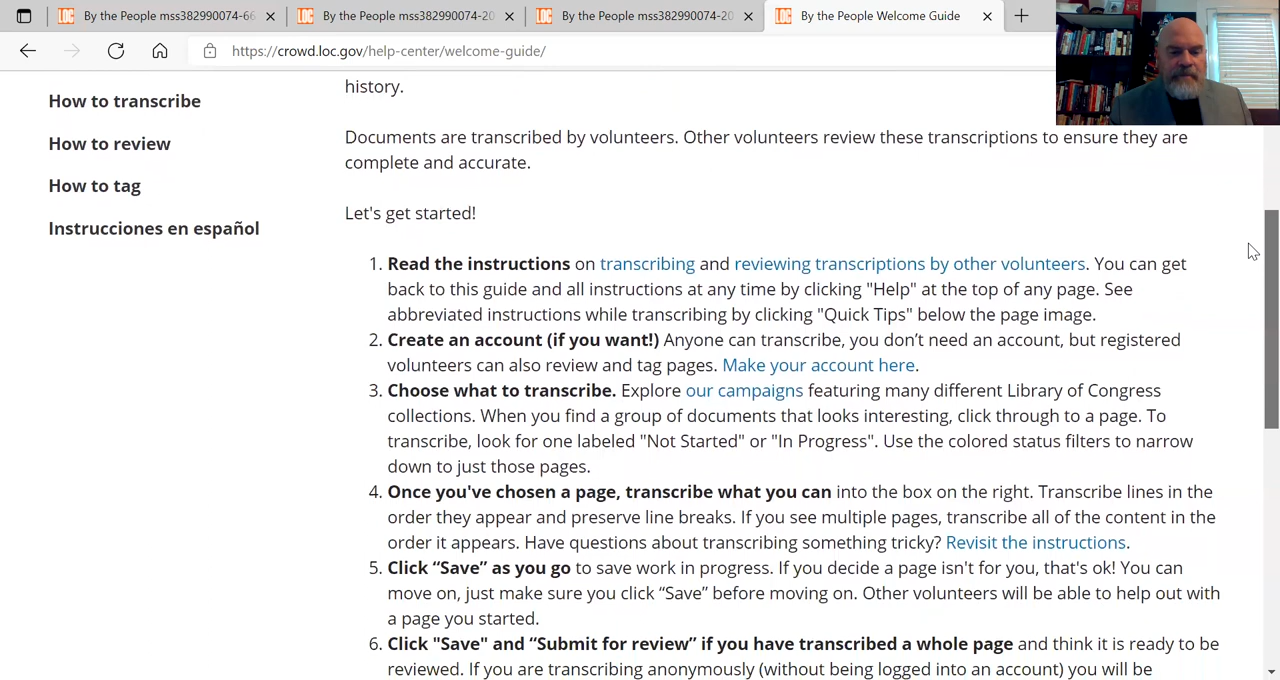 By the People mss382990074-66
By the People mss382990074-20
By the People mss382990074-20
By the People Welcome Guide
https://crowd.loc.gov/help-center/welcome-guide/
How to transcribe
How to review
How to tag
Instrucciones en español
history.
Documents are transcribed by volunteers. Other volunteers review these transcriptions to ensure they are
complete and accurate.
Let's get started!
1. Read the instructions on transcribing and reviewing transcriptions by other volunteers. You can get
back to this guide and all instructions at any time by clicking "Help" at the top of any page. See
abbreviated instructions while transcribing by clicking "Quick Tips" below the page image.
2. Create an account (if you want!) Anyone can transcribe, you don’t need an account, but registered
volunteers can also review and tag pages. Make your account here.
3. Choose what to transcribe. Explore our campaigns featuring many different Library of Congress
collections. When you find a group of documents that looks interesting, click through to a page. To
transcribe, look for one labeled "Not Started" or "In Progress". Use the colored status filters to narrow
down to just those pages.
4. Once you've chosen a page, transcribe what you can into the box on the right. Transcribe lines in the
order they appear and preserve line breaks. If you see multiple pages, transcribe all of the content in the
order it appears. Have questions about transcribing something tricky? Revisit the instructions.
5. Click “Save” as you go to save work in progress. If you decide a page isn't for you, that's ok! You can
move on, just make sure you click “Save” before moving on. Other volunteers will be able to help out with
a page you started.
6. Click "Save" and “Submit for review” if you have transcribed a whole page and think it is ready to be
reviewed. If you are transcribing anonymously (without being logged into an account) you will be